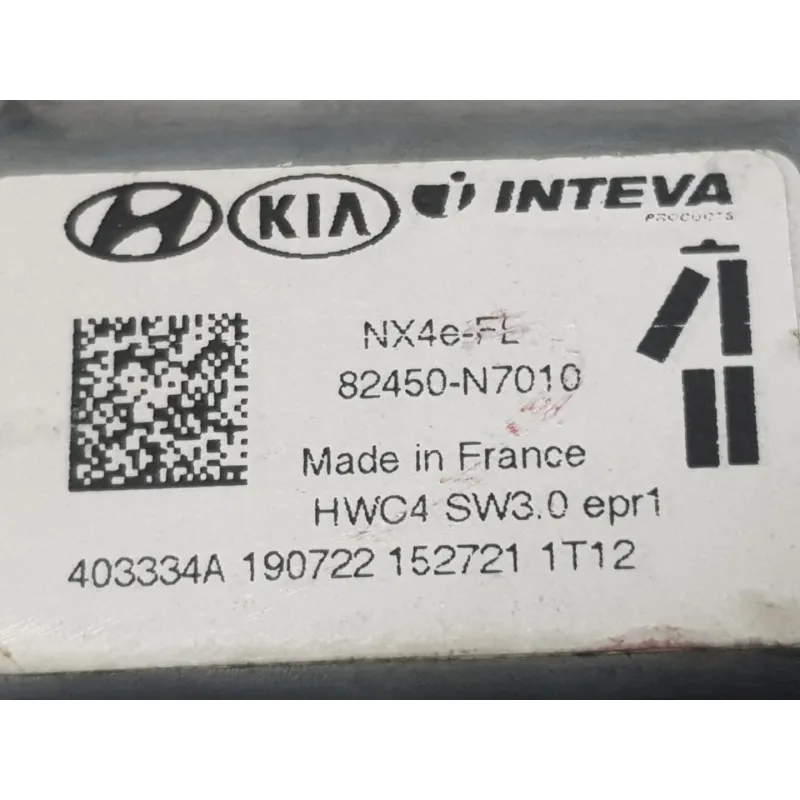 KIA INTEVA
PRODUCTS
NX4e-FL
82450-N7010
Made in France
HWC4 SW3.0 epr1
403334A 190722 152721 1T12